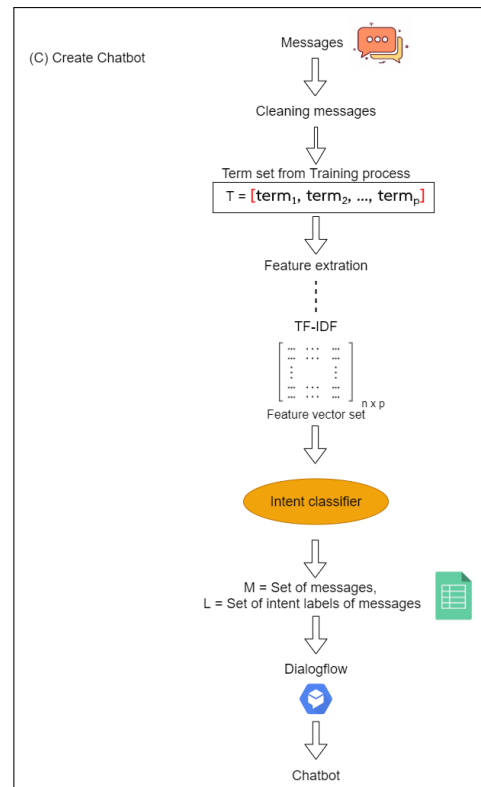 Messages
(C) Create Chatbot
Cleaning messages
Term set from Training process
T = [term₁, term₂, ..., termₚ]
Feature extration
TF-IDF
... ... ...
... ... ...
⋮ ⋮
... ... ...
... ... ...
n x p
Feature vector set
Intent classifier
M = Set of messages,
L = Set of intent labels of messages
Dialogflow
Chatbot